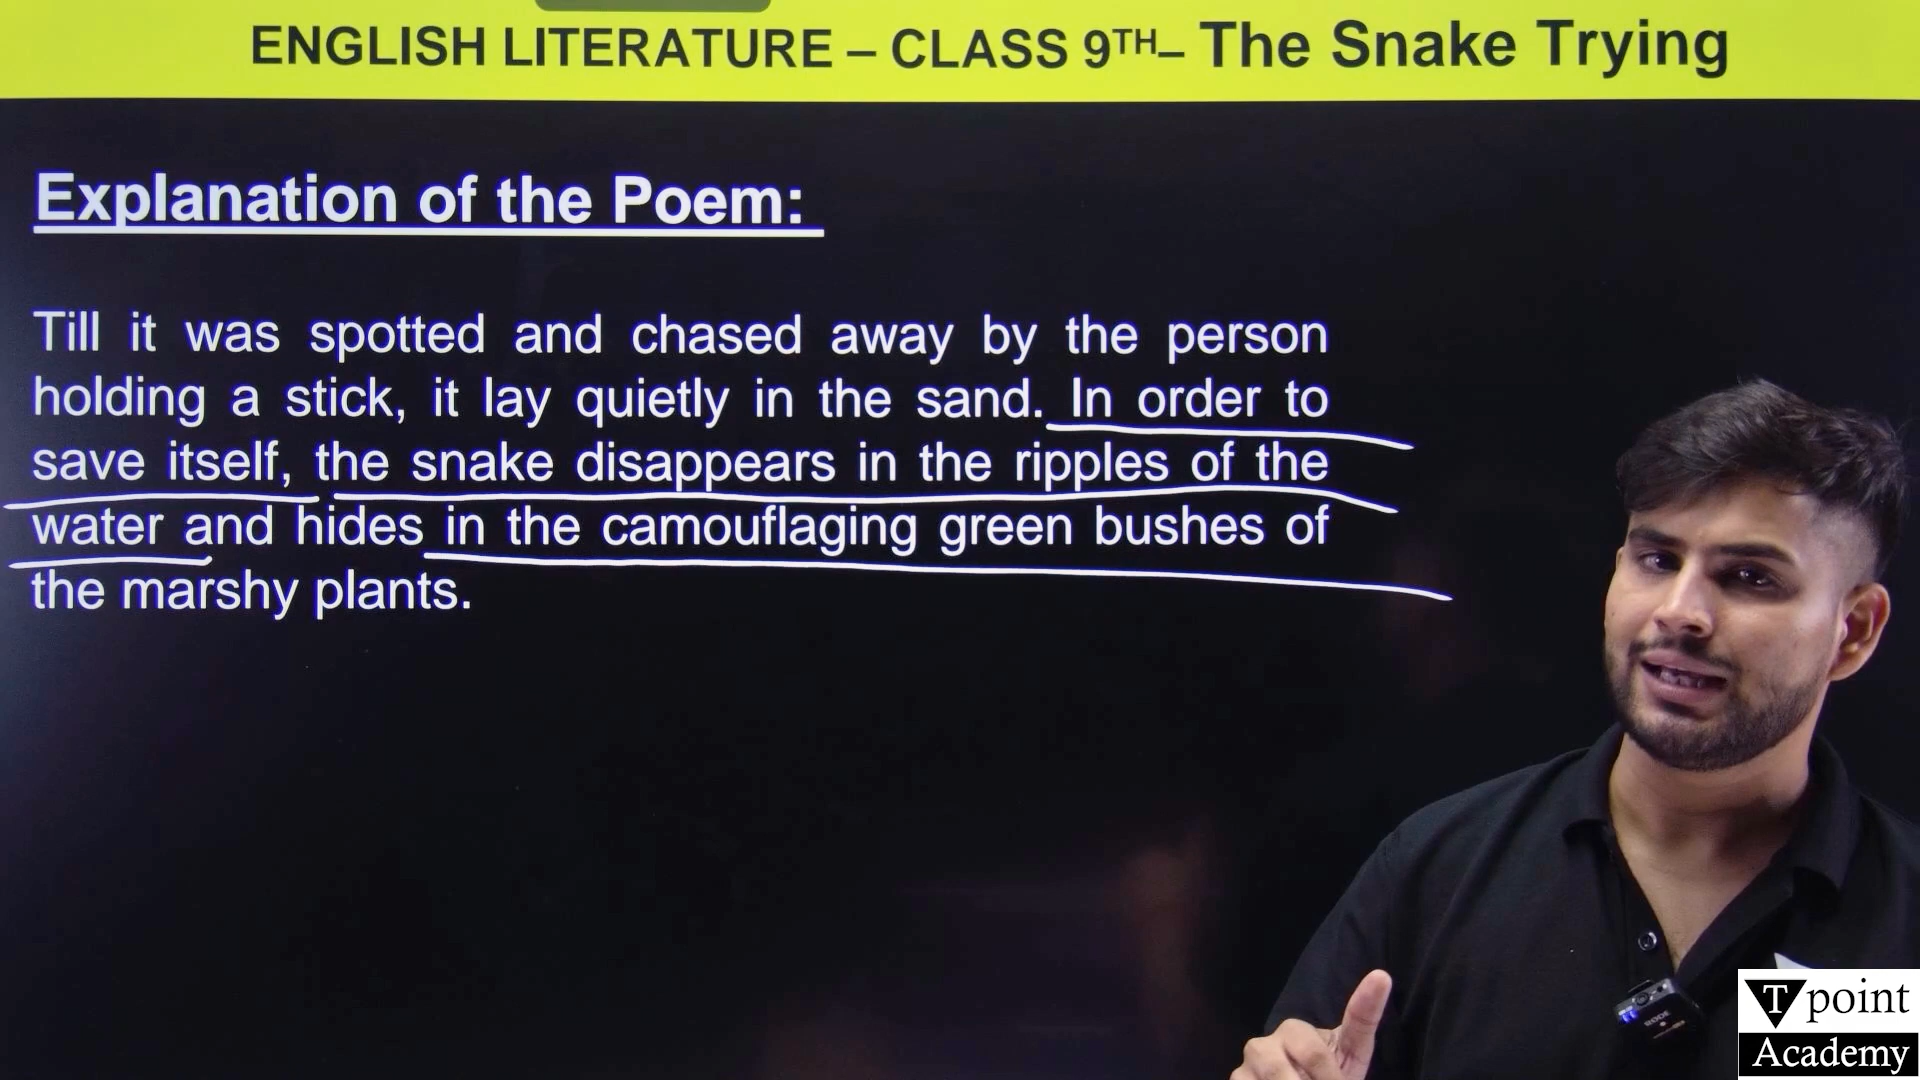 ENGLISH LITERATURE – CLASS 9TH– The Snake Trying
Explanation of the Poem:
Till it was spotted and chased away by the person
holding a stick, it lay quietly in the sand. In order to
save itself, the snake disappears in the ripples of the
water and hides in the camouflaging green bushes of
the marshy plants.
RODE
T point
Academy